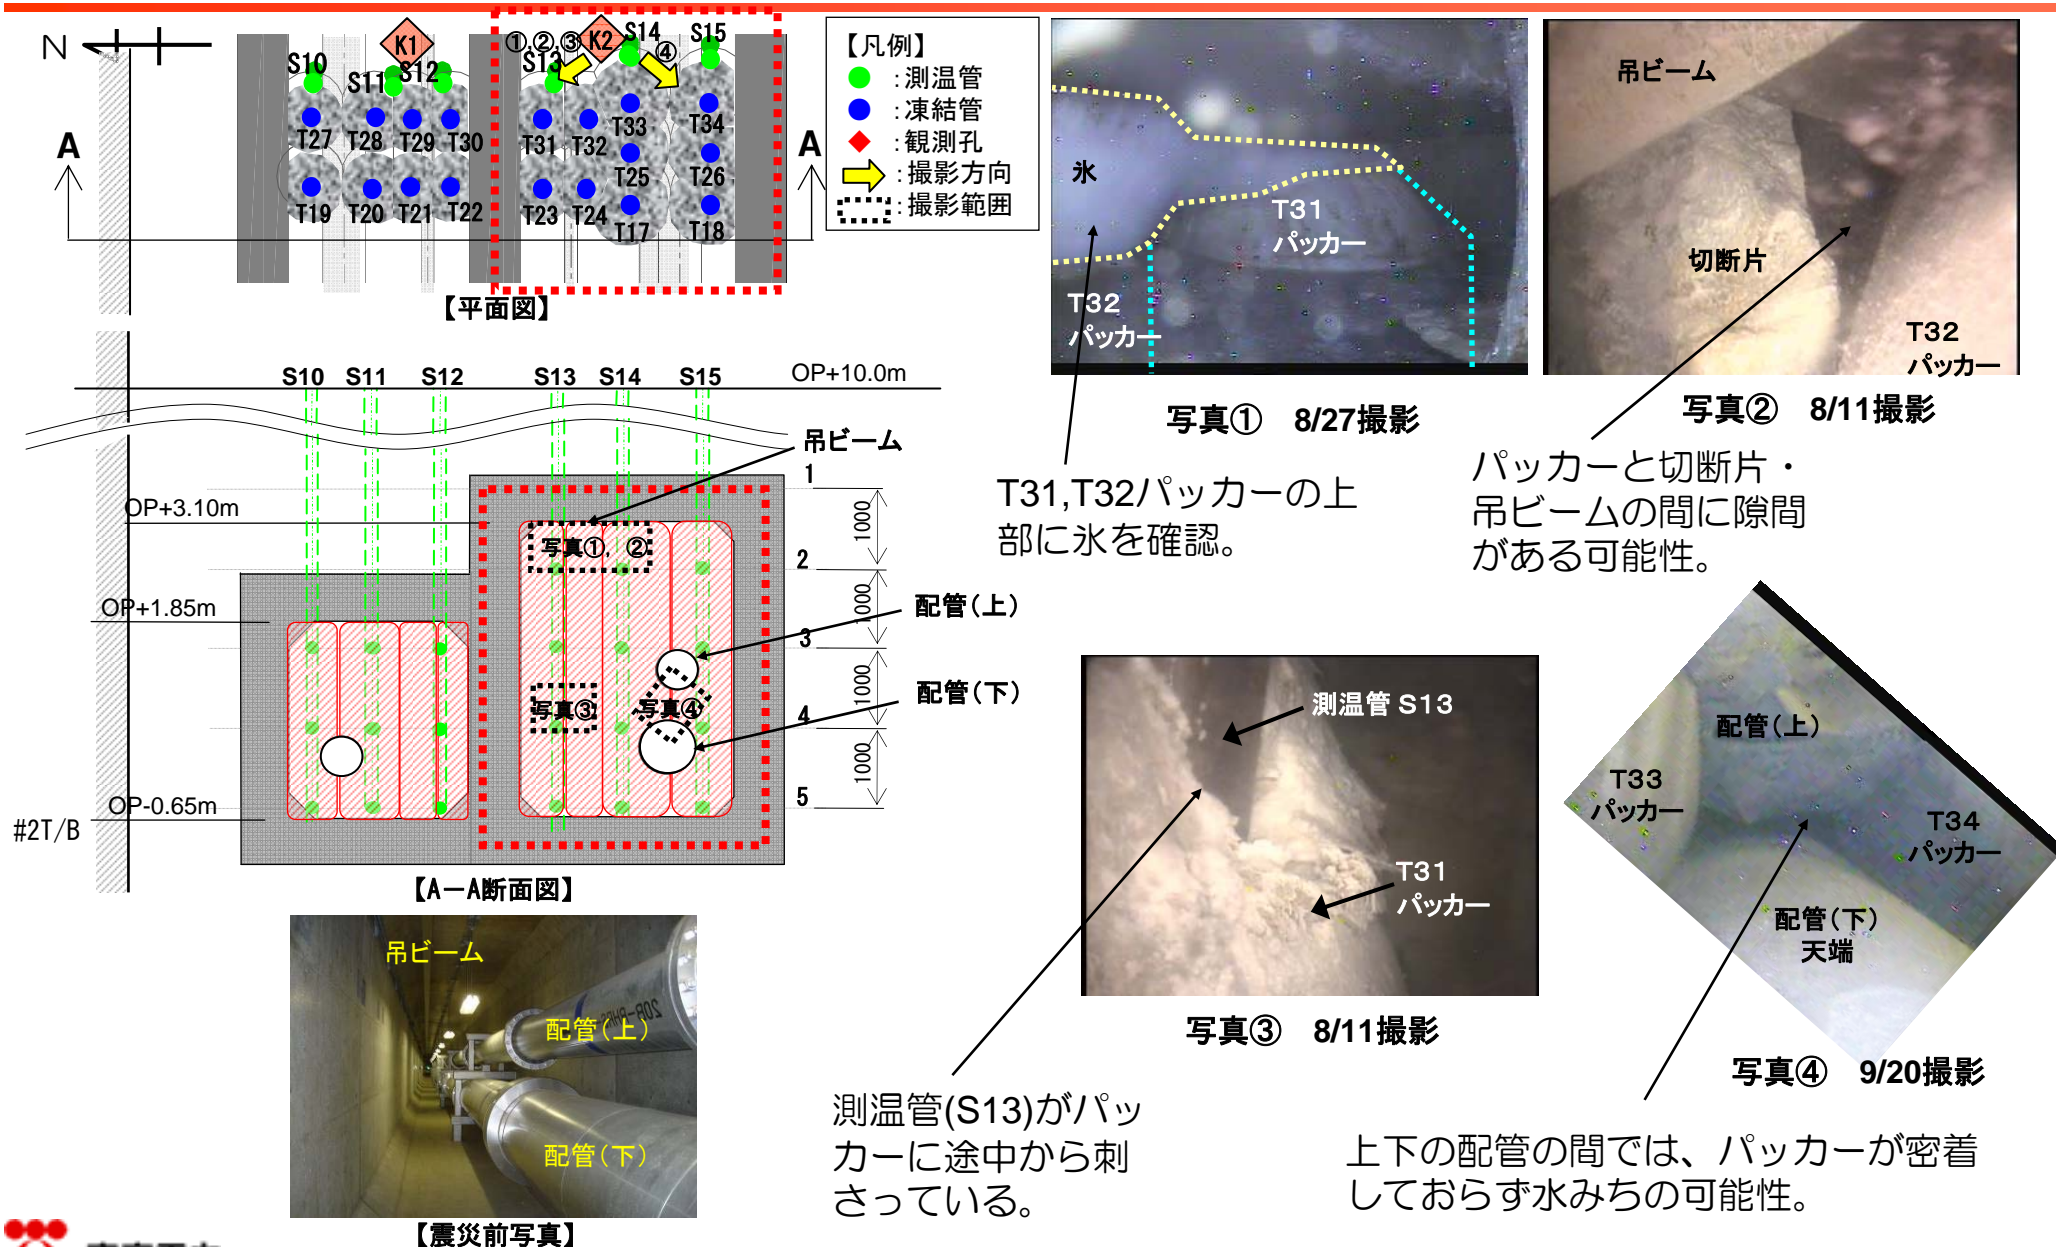 N
K1
K2
①,②,③
④
S10
S11
S12
S13
S14
S15
T27
T28
T29
T30
T31
T32
T33
T34
T25
T26
T19
T20
T21
T22
T23
T24
T17
T18
A
A
【平面図】
【凡例】
:測温管
:凍結管
:観測孔
:撮影方向
:撮影範囲
氷
T31
パッカー
T32
パッカー
写真① 8/27撮影
T31,T32パッカーの上
部に氷を確認。
吊ビーム
切断片
T32
パッカー
写真② 8/11撮影
パッカーと切断片・
吊ビームの間に隙間
がある可能性。
S10 S11 S12 S13 S14 S15
OP+10.0m
吊ビーム
OP+3.10m
OP+1.85m
OP-0.65m
#2T/B
写真①, ②
写真③
写真④
1
2
3
4
5
1000
1000
1000
1000
配管(上)
配管(下)
【A-A断面図】
測温管 S13
T31
パッカー
写真③ 8/11撮影
測温管(S13)がパッ
カーに途中から刺
さっている。
配管(上)
T33
パッカー
T34
パッカー
配管(下)
天端
写真④ 9/20撮影
上下の配管の間では、パッカーが密着
しておらず水みちの可能性。
吊ビーム
配管(上)
配管(下)
【震災前写真】